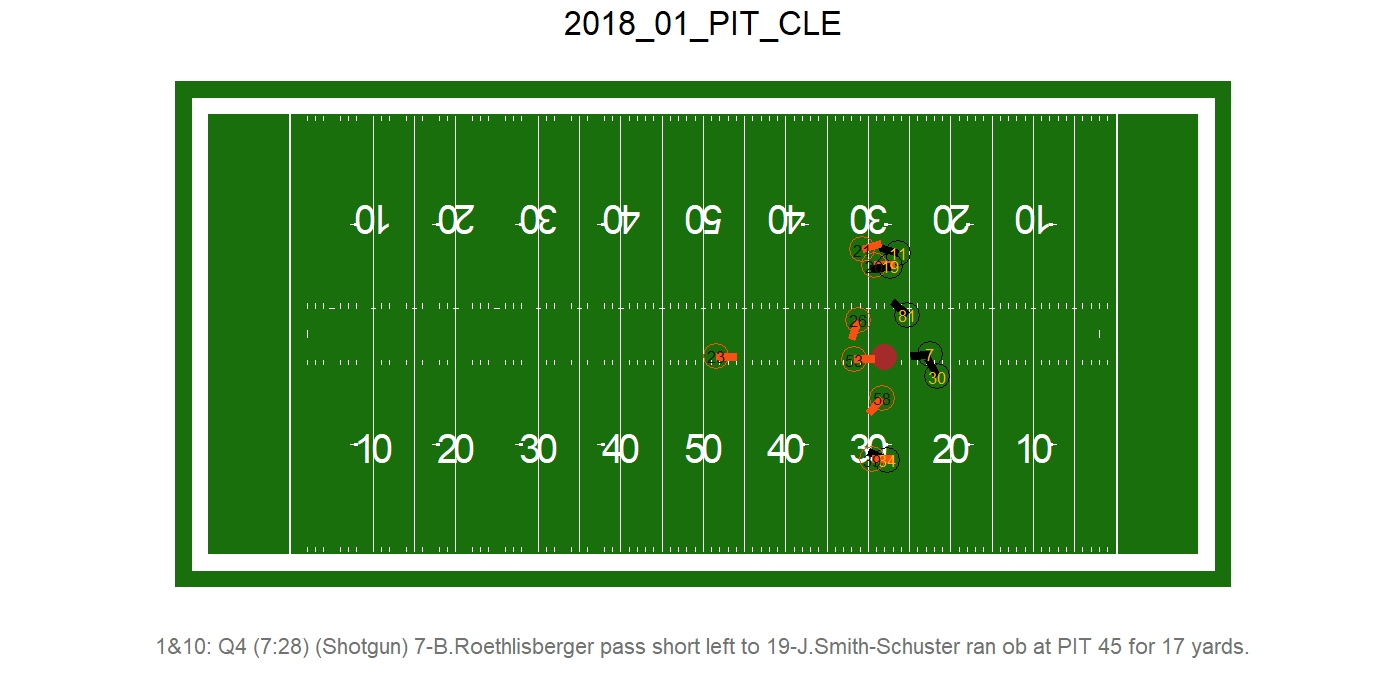 2018_01_PIT_CLE
10 20 30 40 50 40 30 20 10
21 11
19
26 81
23 53 7
30
58
10 20 30 40 50 40 30 20 10
84
1&10: Q4 (7:28) (Shotgun) 7-B.Roethlisberger pass short left to 19-J.Smith-Schuster ran ob at PIT 45 for 17 yards.